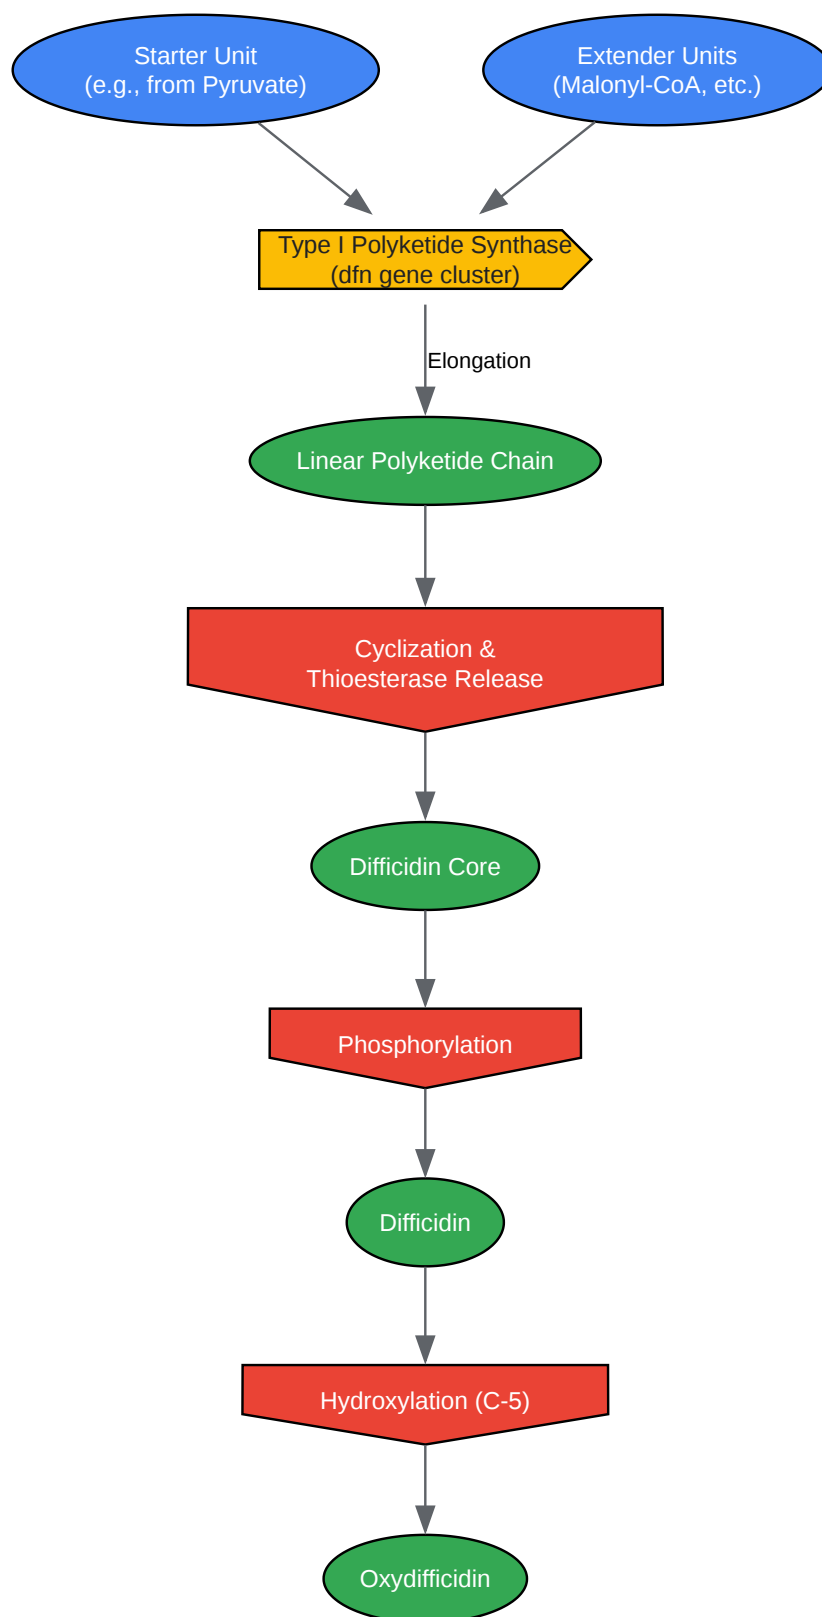 Starter Unit
(e.g., from Pyruvate)
Extender Units
(Malonyl-CoA, etc.)
Type I Polyketide Synthase
(dfn gene cluster)
Elongation
Linear Polyketide Chain
Cyclization &
Thioesterase Release
Difficidin Core
Phosphorylation
Difficidin
Hydroxylation (C-5)
Oxydifficidin